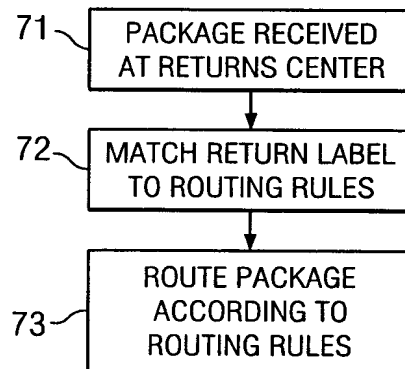 71
PACKAGE RECEIVED
AT RETURNS CENTER
72
MATCH RETURN LABEL
TO ROUTING RULES
73
ROUTE PACKAGE
ACCORDING TO
ROUTING RULES